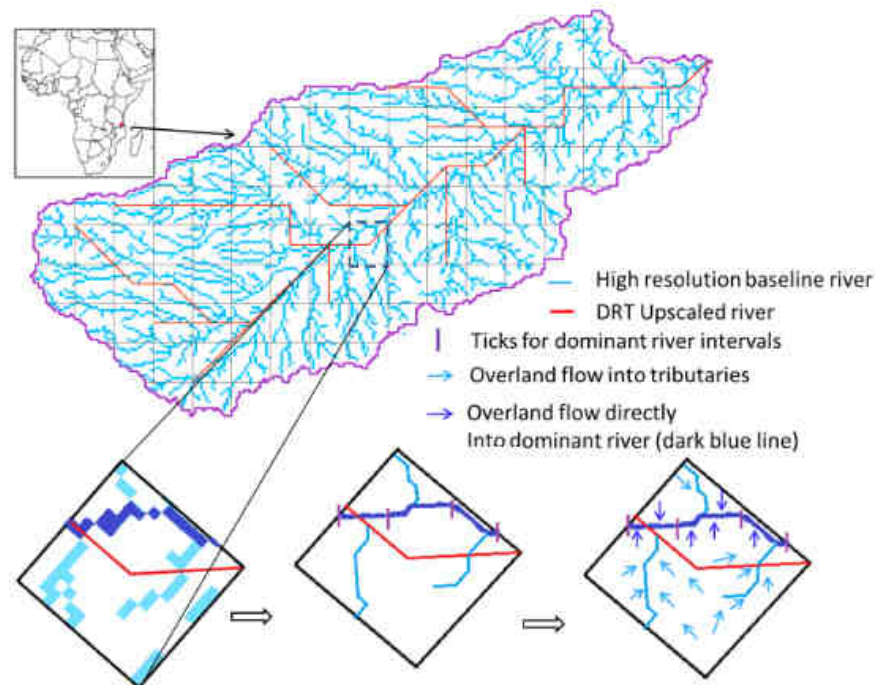 High resolution baseline river
DRT Upscaled river
Ticks for dominant river intervals
Overland flow into tributaries
Overland flow directly
Into dominant river (dark blue line)